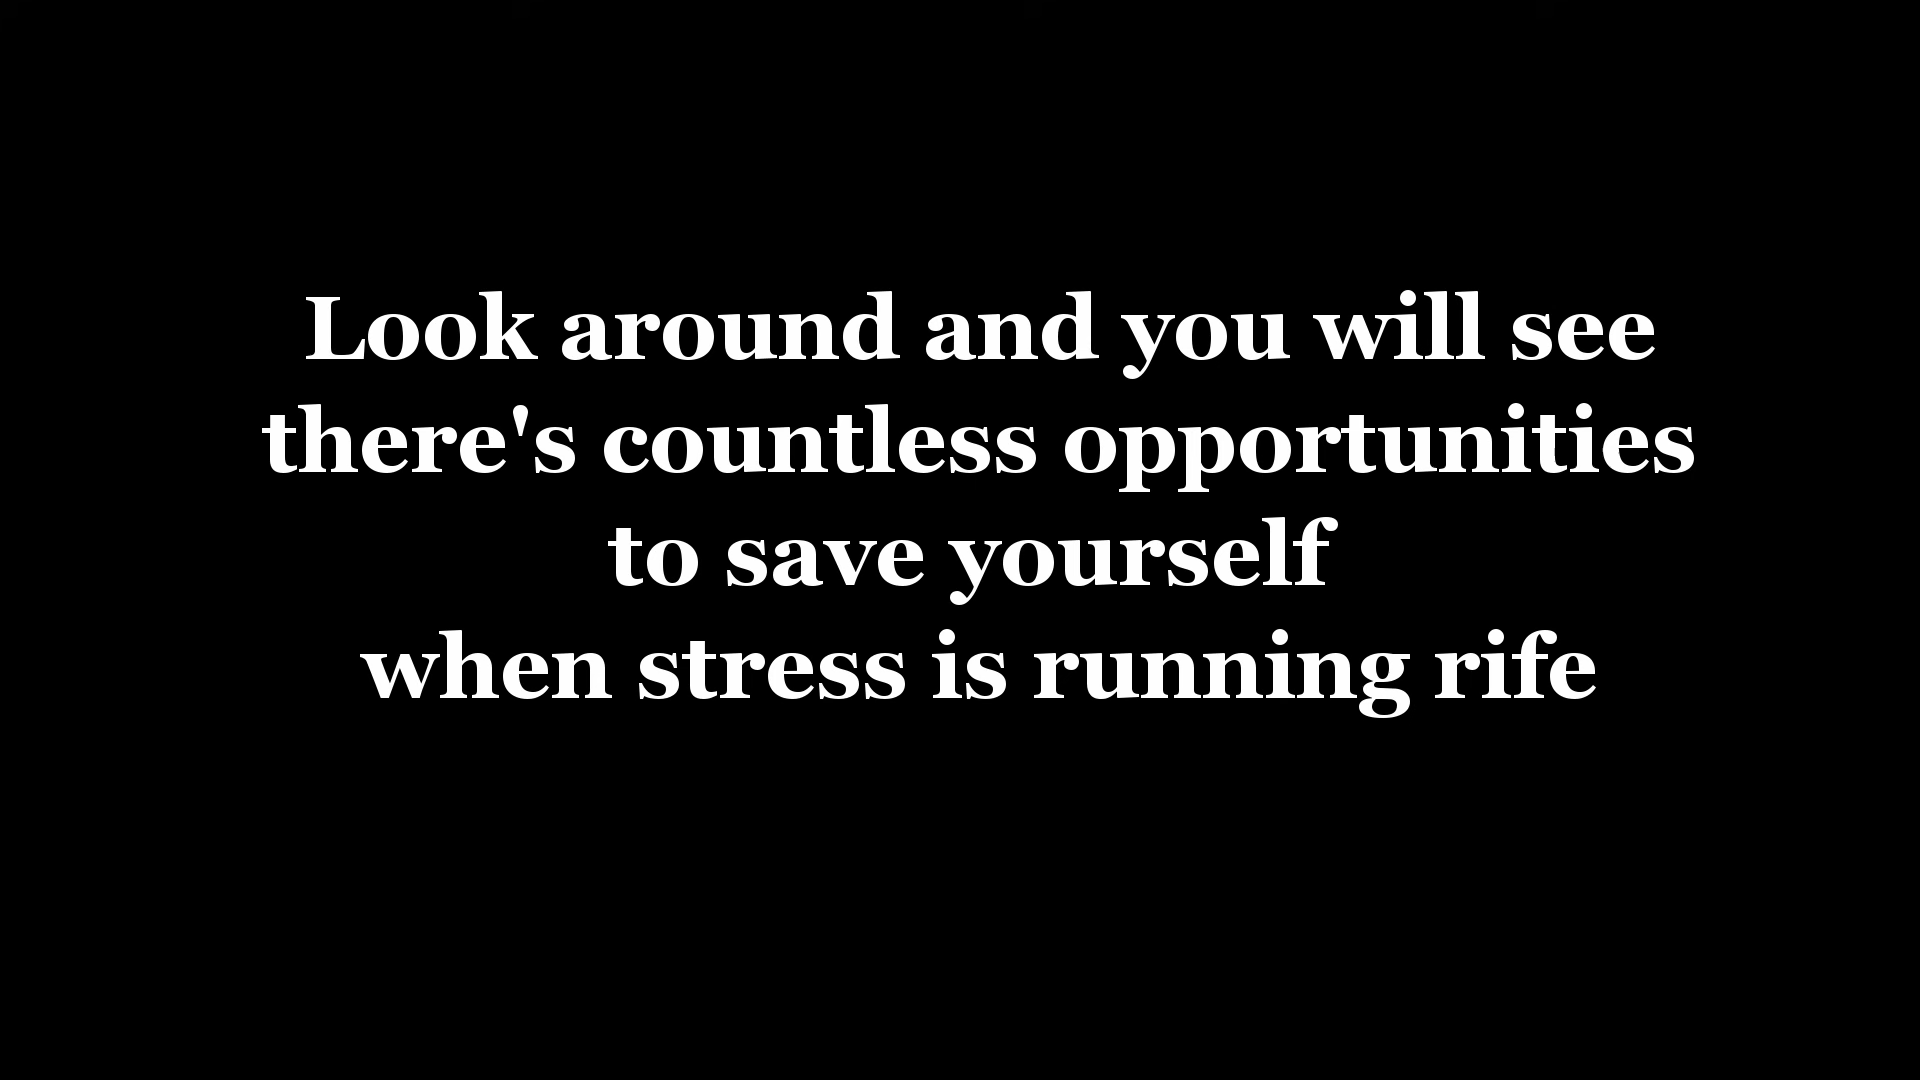 Look around and you will see
there's countless opportunities
to save yourself
when stress is running rife